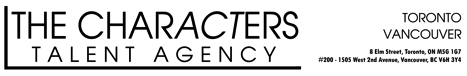 THE CHARACTERS
TALENT AGENCY
TORONTO
VANCOUVER
8 Elm Street, Toronto, ON M5G 1G7
#200 - 1505 West 2nd Avenue, Vancouver, BC V6H 3Y4